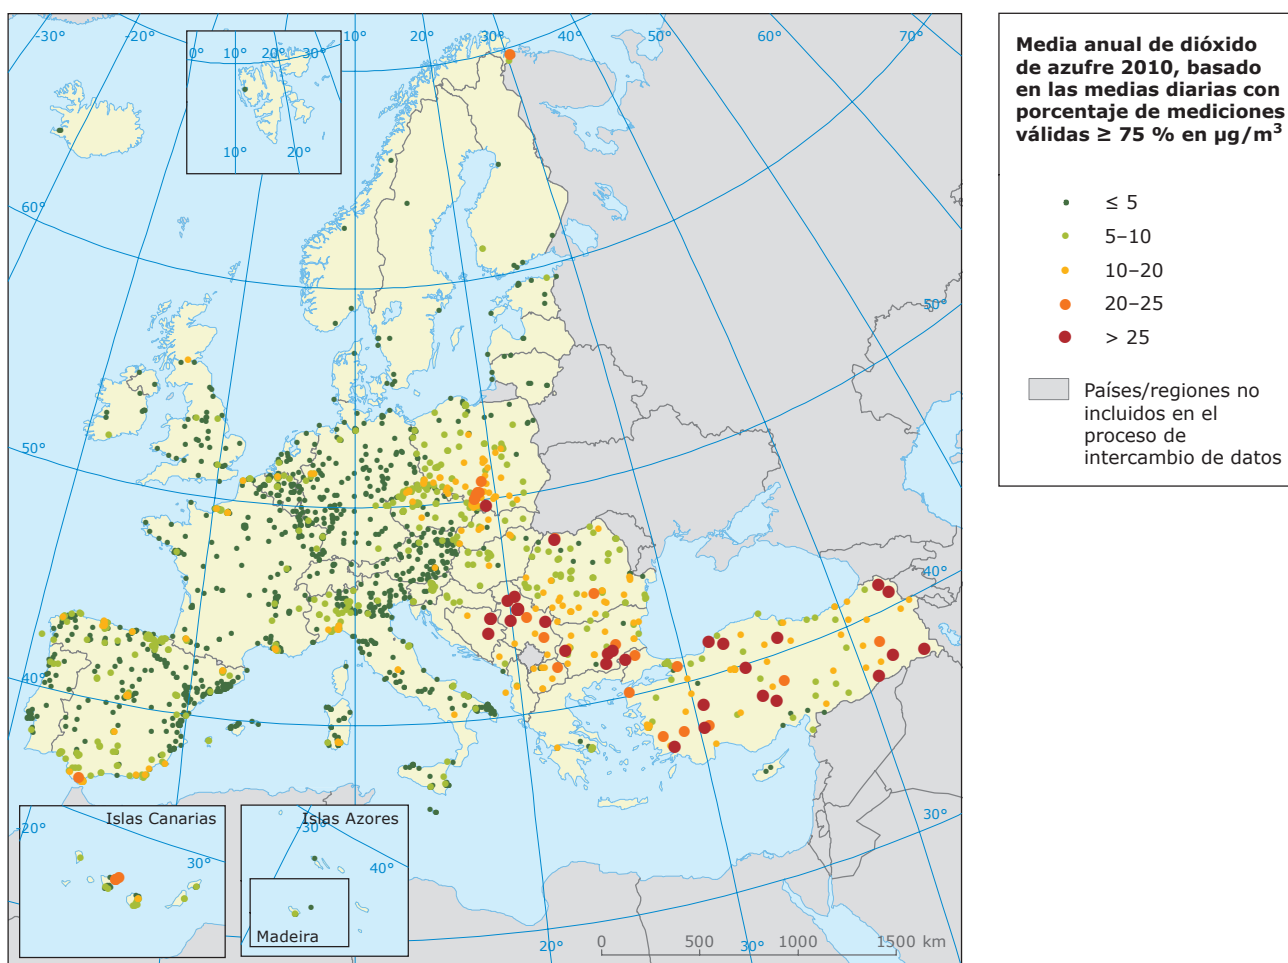 -30°
-20°
10°
20°
30°
40°
50°
60°
70°
0°
10°
20°
30°
10°
20°
60°
50°
50°
40°
40°
30°
20°
30°
Islas Canarias
-20°
30°
Islas Azores
-30°
40°
Madeira
0
500
1000
1500 km
Media anual de dióxido
de azufre 2010, basado
en las medias diarias con
porcentaje de mediciones
válidas ≥ 75 % en µg/m³
≤ 5
5–10
10–20
20–25
> 25
Países/regiones no
incluidos en el
proceso de
intercambio de datos